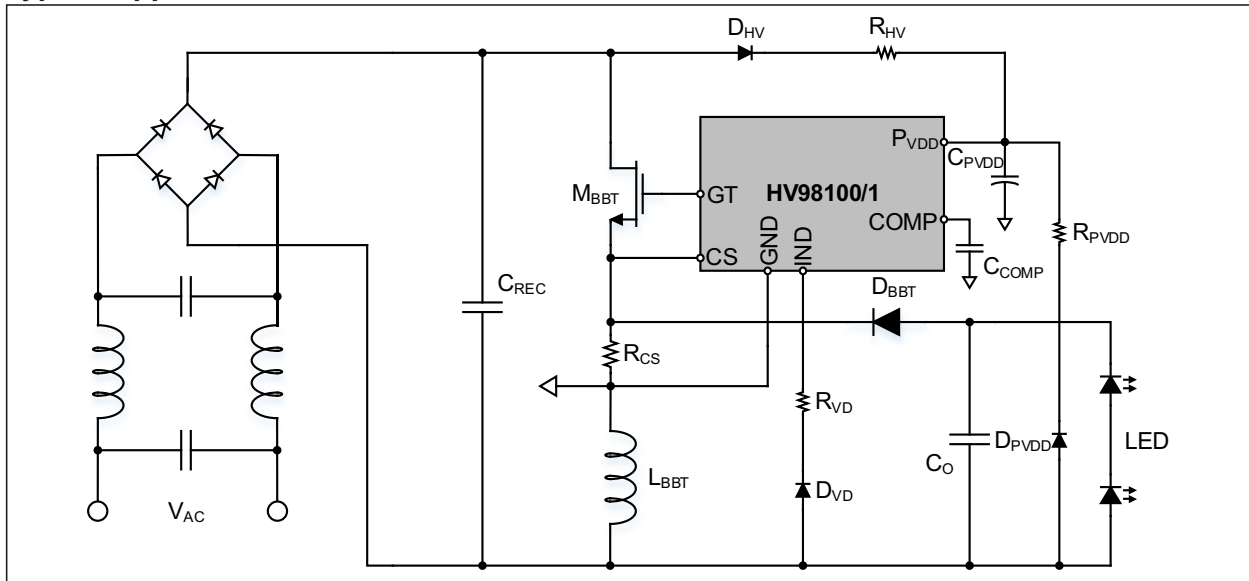 D_HV
R_HV
P_VDD
C_PVDD
M_BBT
GT
HV98100/1
COMP
R_PVDD
CS
GND
IND
C_COMP
C_REC
D_BBT
R_CS
R_VD
L_BBT
D_VD
C_O
D_PVDD
LED
V_AC